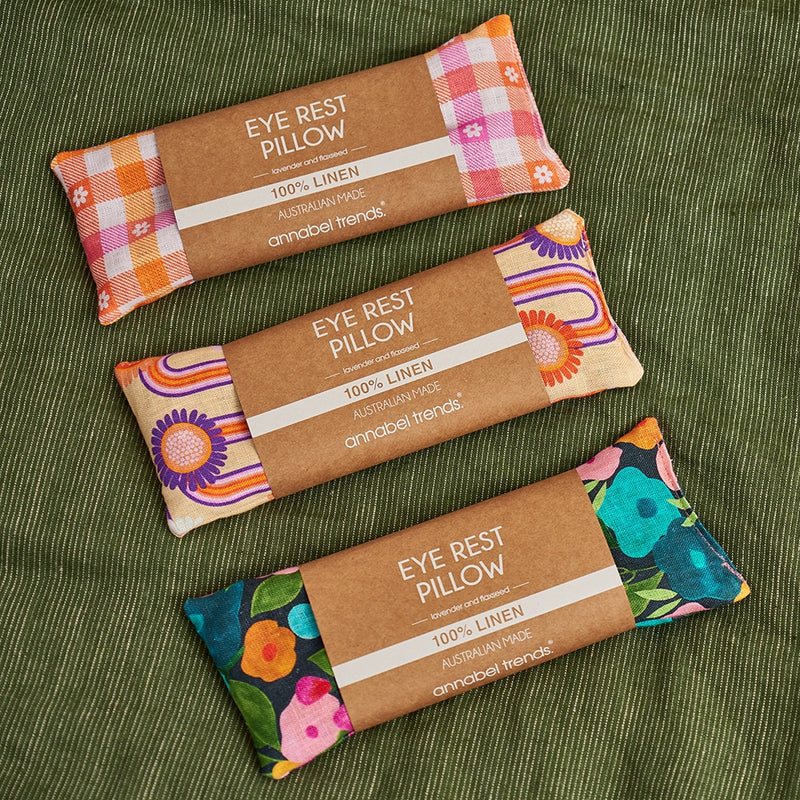 EYE REST
PILLOW
lavender and flaxseed
100% LINEN
AUSTRALIAN MADE
annabel trends®
EYE REST
PILLOW
lavender and flaxseed
100% LINEN
AUSTRALIAN MADE
annabel trends®
EYE REST
PILLOW
lavender and flaxseed
100% LINEN
AUSTRALIAN MADE
annabel trends®